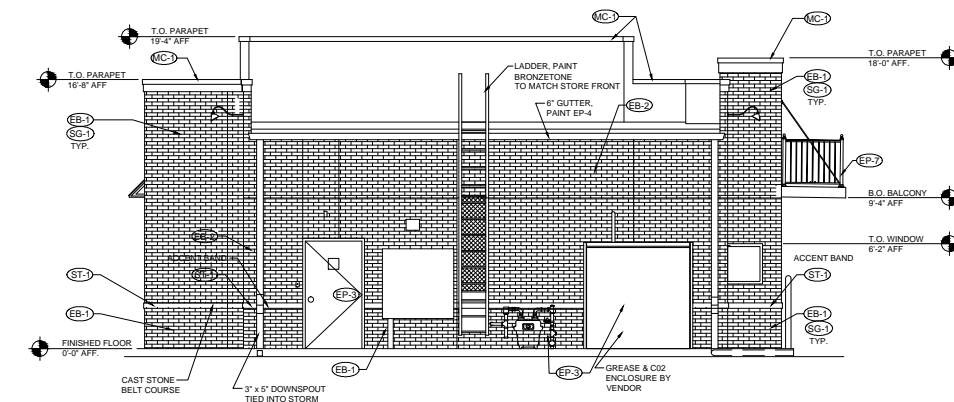 MC-1
MC-1
T.O. PARAPET
19'-4" AFF
MC-1
T.O. PARAPET
18'-0" AFF.
LADDER, PAINT
BRONZETONE
TO MATCH STORE FRONT
T.O. PARAPET
16'-8" AFF
EB-1
SG-1
TYP.
6" GUTTER,
PAINT EP-4
EB-2
EB-1
SG-1
TYP.
EP-7
B.O. BALCONY
9'-4" AFF
EB-2
T.O. WINDOW
6'-2" AFF
ACCENT BAND
ACCENT BAND
ST-1
ST-1
ST-1
EP-3
EB-1
EB-1
SG-1
TYP.
FINISHED FLOOR
0'-0" AFF.
EB-1
EP-3
GREASE & C02
ENCLOSURE BY
VENDOR
CAST STONE
BELT COURSE
3" x 5" DOWNSPOUT
TIED INTO STORM